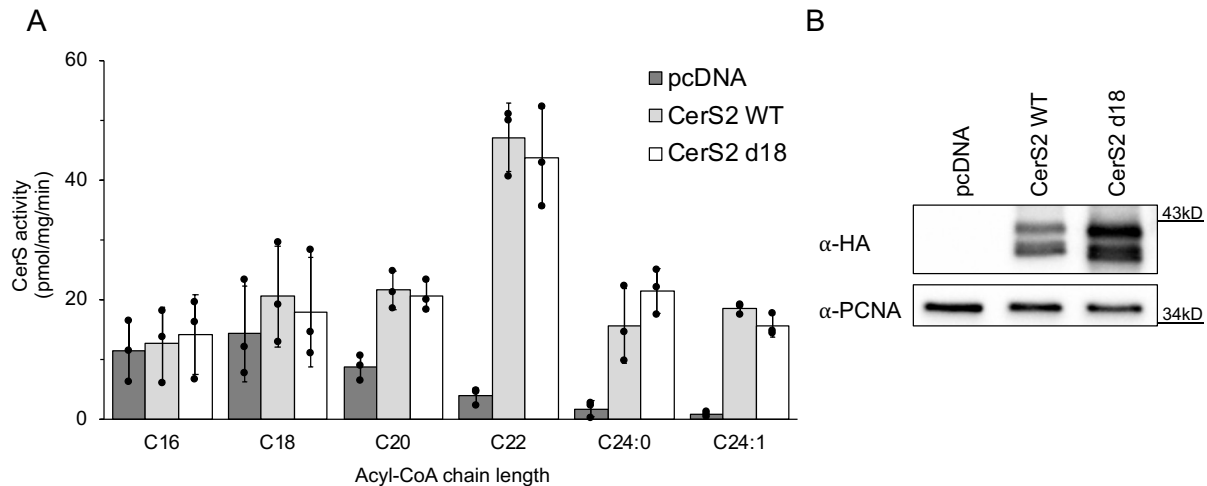 A
60
40
20
0
CerS activity
(pmol/mg/min)
pcDNA
CerS2 WT
CerS2 d18
C16
C18
C20
C22
C24:0
C24:1
Acyl-CoA chain length
B
pcDNA
CerS2 WT
CerS2 d18
43kD
α-HA
α-PCNA
34kD